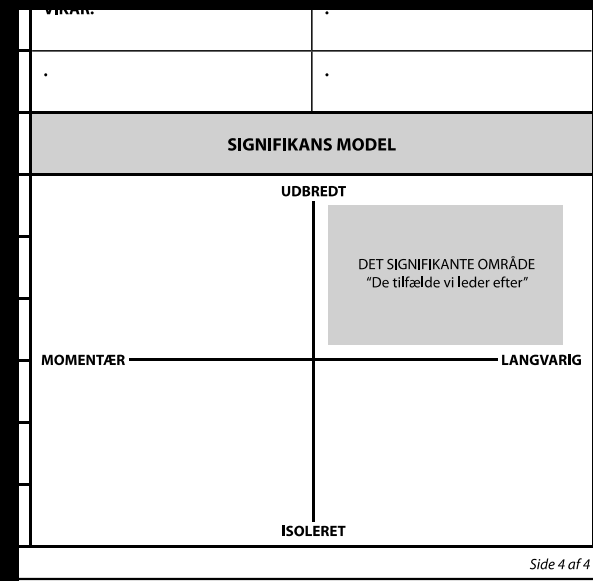 .
.
.
SIGNIFIKANS MODEL
UDBREDT
DET SIGNIFIKANTE OMRÅDE
"De tilfælde vi leder efter"
MOMENTÆR
LANGVARIG
ISOLERET
Side 4 af 4